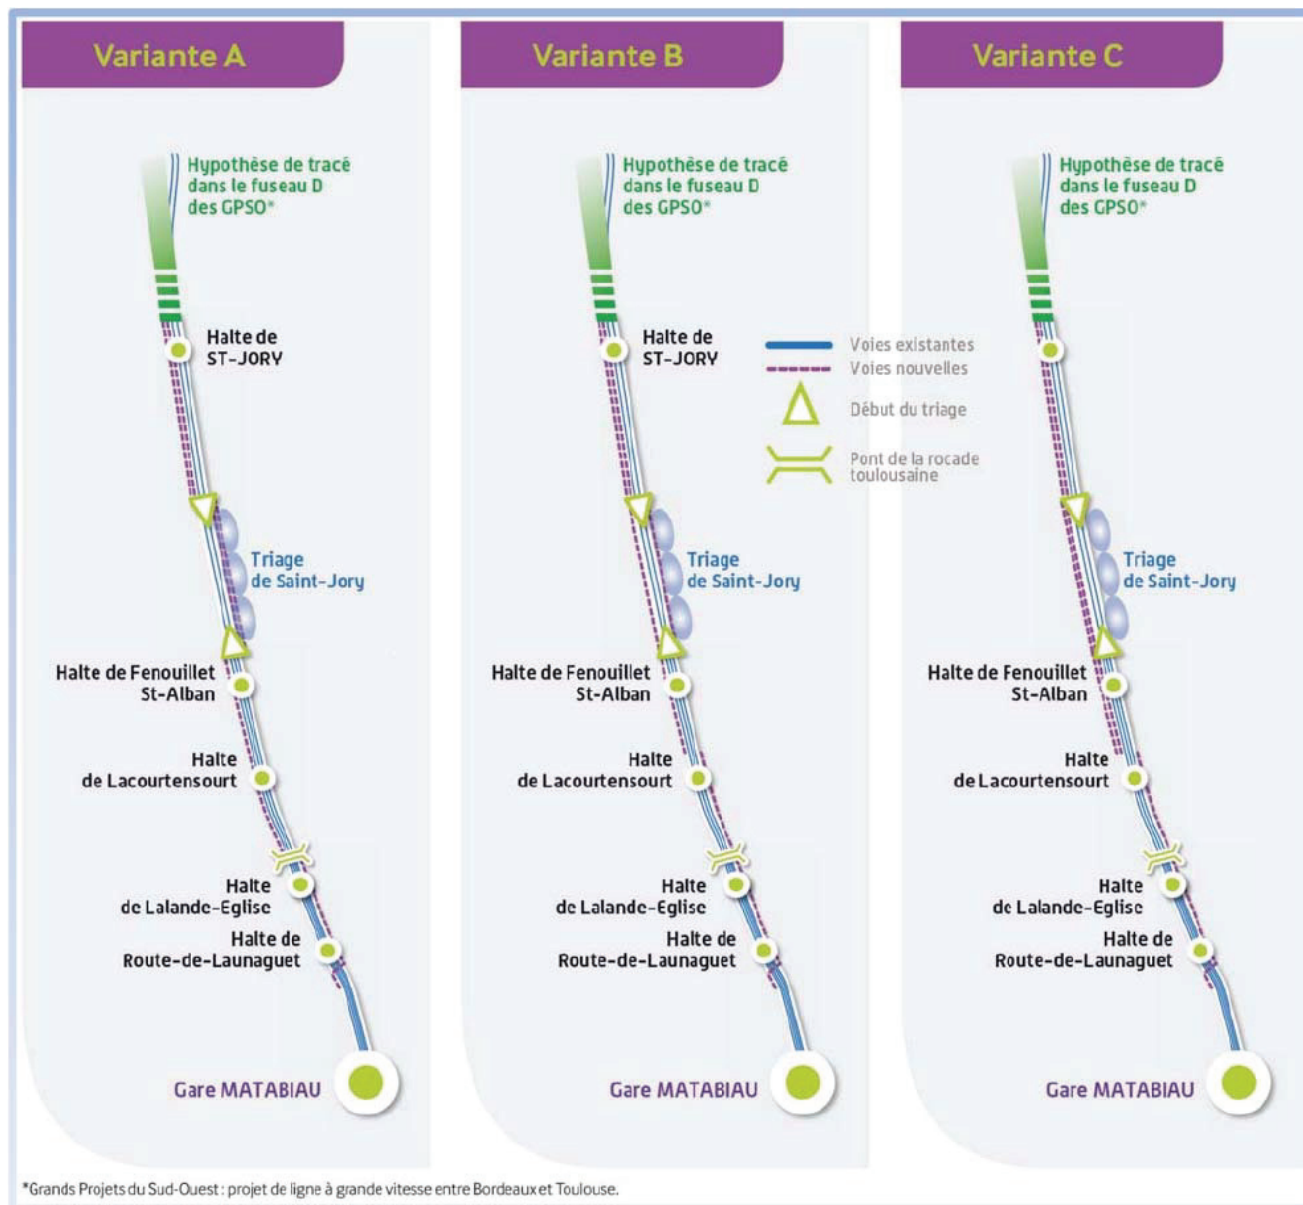 Variante A
Hypothèse de tracé
dans le fuseau D
des GPSO*
Halte de
ST-JORY
Triage
de Saint-Jory
Halte de Fenouillet
St-Alban
Halte
de Lacourtensourt
Halte
de Lalande-Eglise
Halte de
Route-de-Launaguet
Gare MATABIAU
Variante B
Hypothèse de tracé
dans le fuseau D
des GPSO*
Halte de
ST-JORY
Voies existantes
Voies nouvelles
Début du triage
Pont de la rocade
toulousaine
Triage
de Saint-Jory
Halte de Fenouillet
St-Alban
Halte
de Lacourtensourt
Halte
de Lalande-Eglise
Halte de
Route-de-Launaguet
Gare MATABIAU
Variante C
Hypothèse de tracé
dans le fuseau D
des GPSO*
Triage
de Saint-Jory
Halte de Fenouillet
St-Alban
Halte
de Lacourtensourt
Halte
de Lalande-Eglise
Halte de
Route-de-Launaguet
Gare MATABIAU
*Grands Projets du Sud-Ouest : projet de ligne à grande vitesse entre Bordeaux et Toulouse.